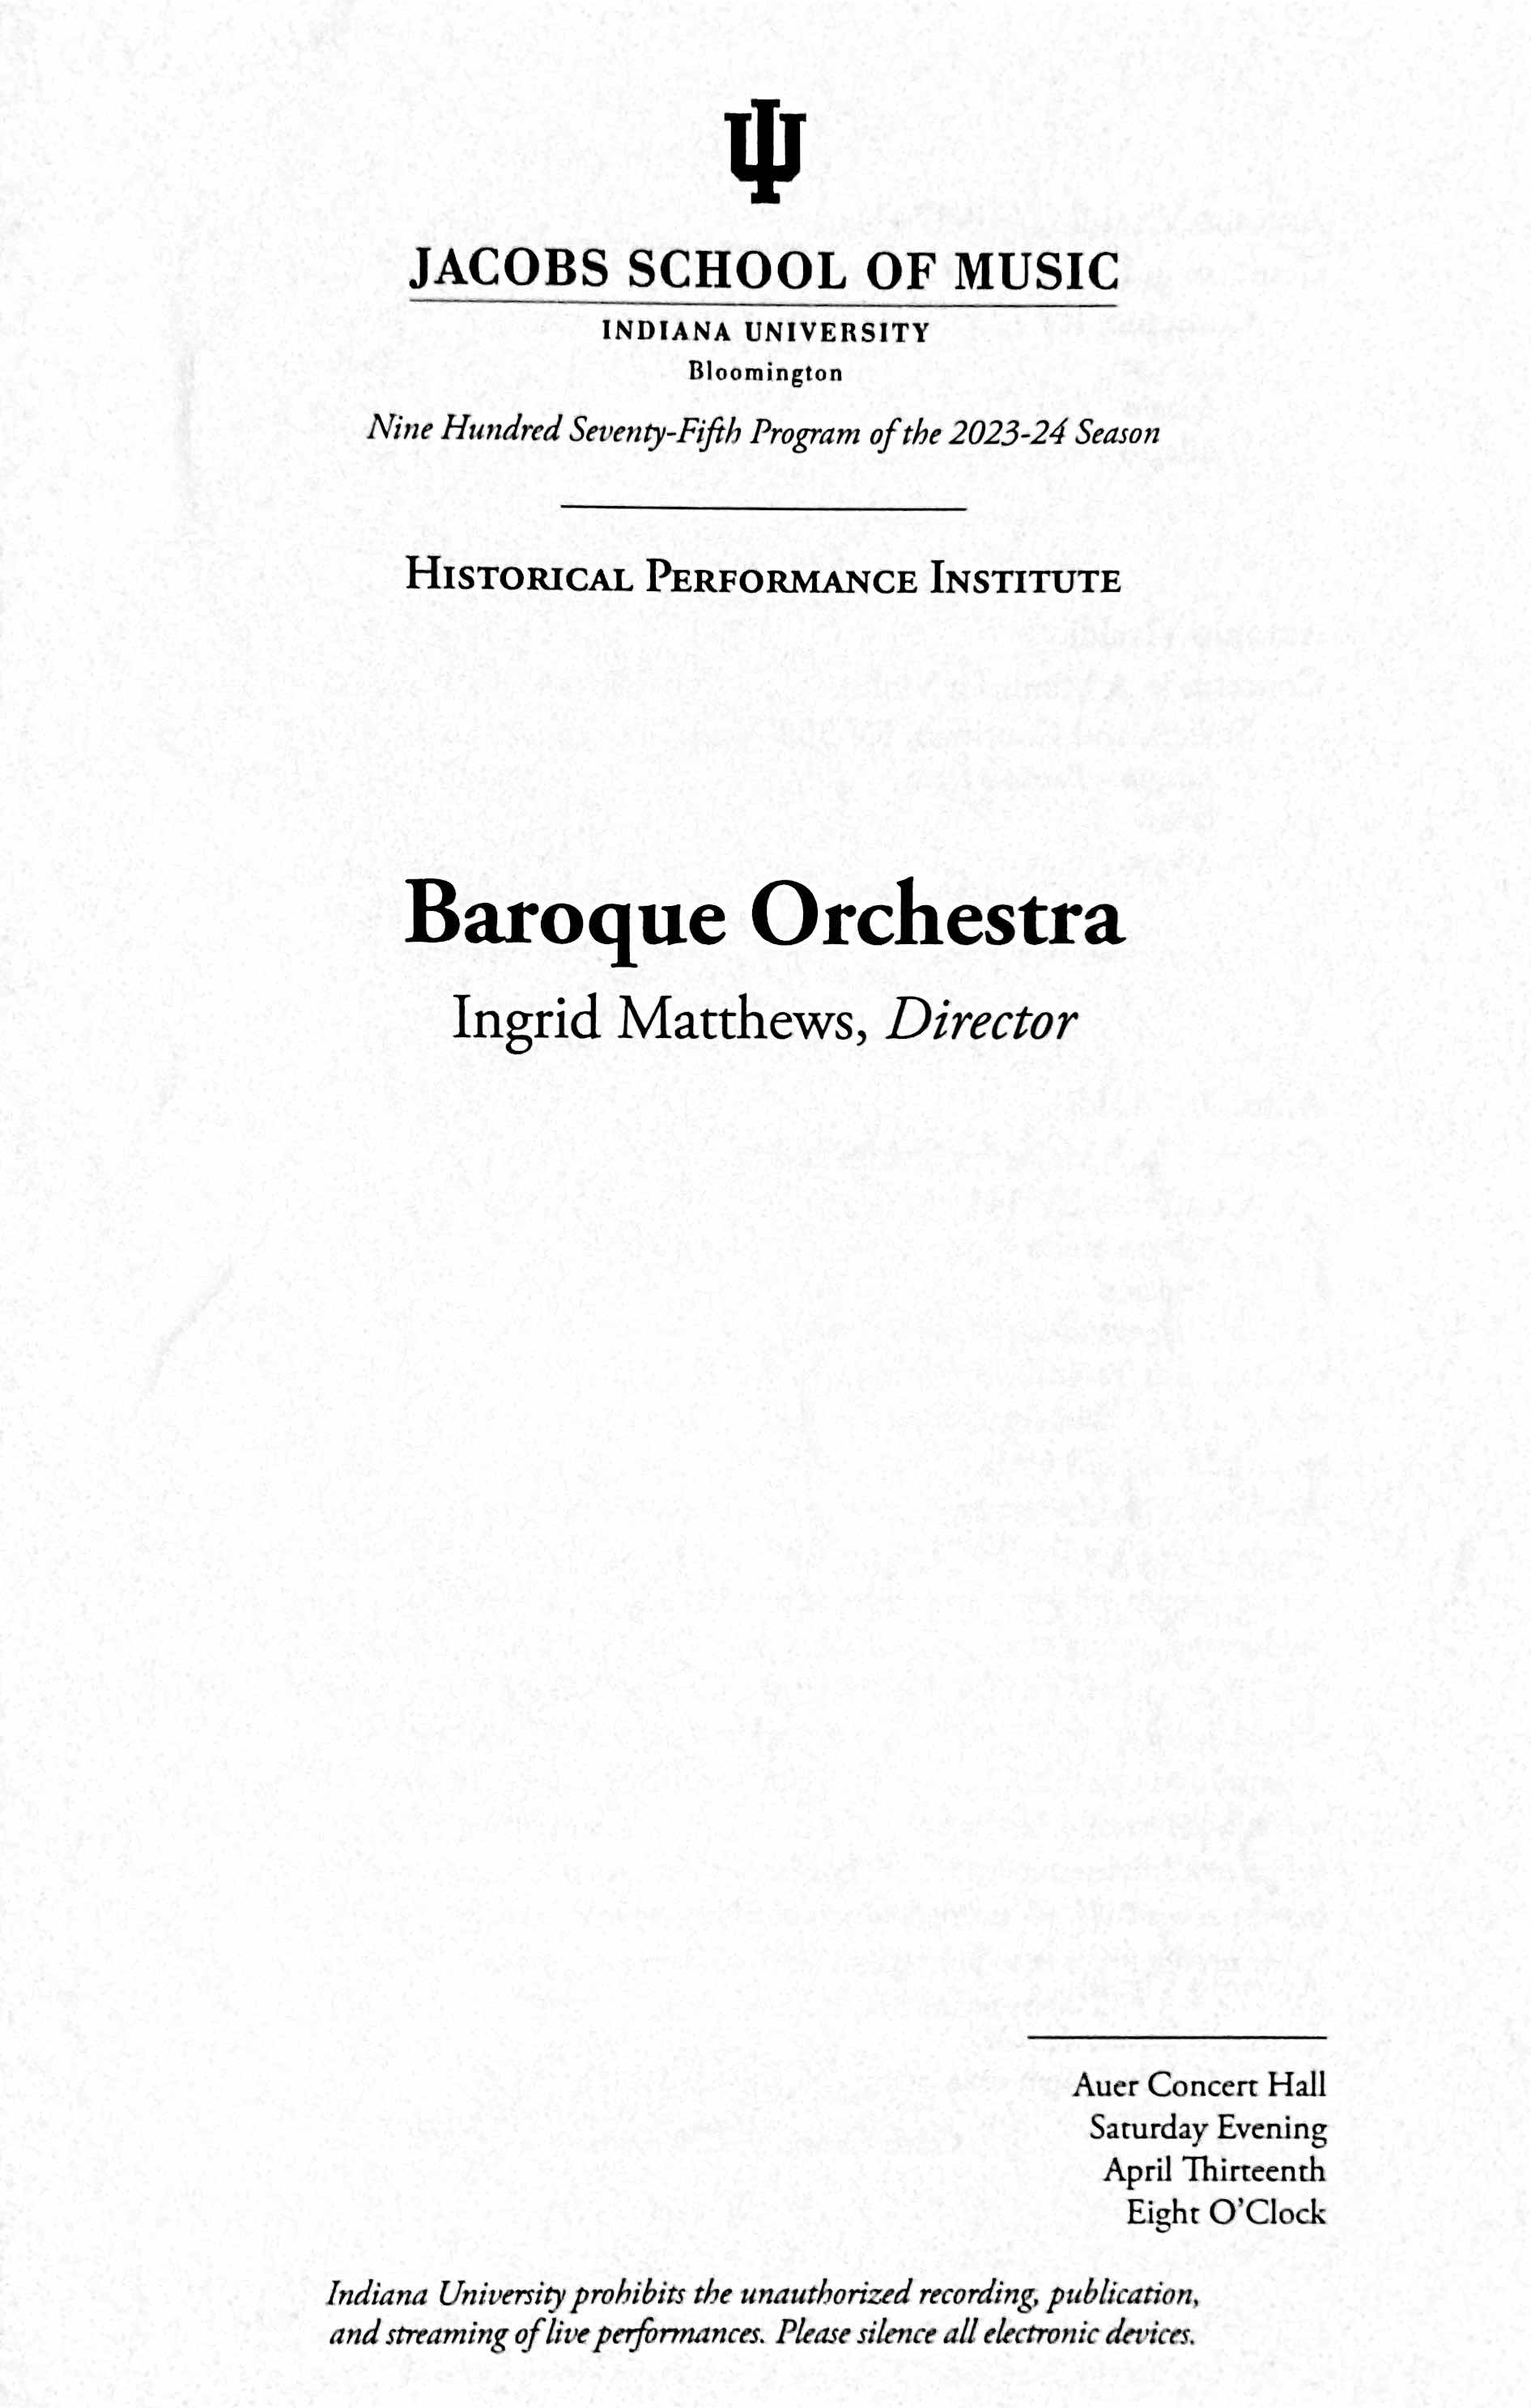 JACOBS SCHOOL OF MUSIC
INDIANA UNIVERSITY
Bloomington
Nine Hundred Seventy-Fifth Program of the 2023-24 Season
HISTORICAL PERFORMANCE INSTITUTE
Baroque Orchestra
Ingrid Matthews, Director
Auer Concert Hall
Saturday Evening
April Thirteenth
Eight O'Clock
Indiana University prohibits the unauthorized recording, publication,
and streaming of live performances. Please silence all electronic devices.